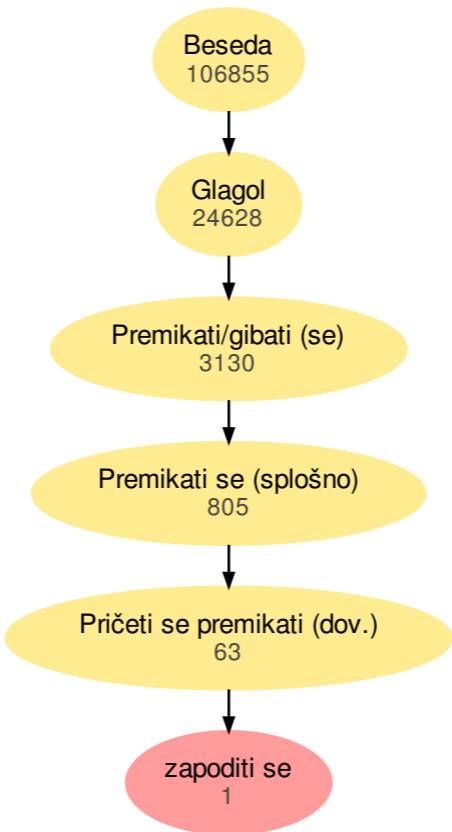 Beseda
106855
Glagol
24628
Premikati/gibati (se)
3130
Premikati se (splošno)
805
Pričeti se premikati (dov.)
63
zapoditi se
1